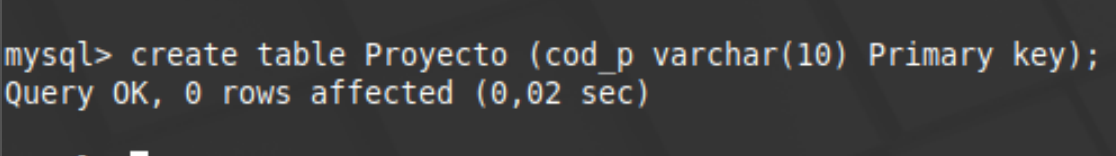 mysql> create table Proyecto (cod_p varchar(10) Primary key);
Query OK, 0 rows affected (0,02 sec)